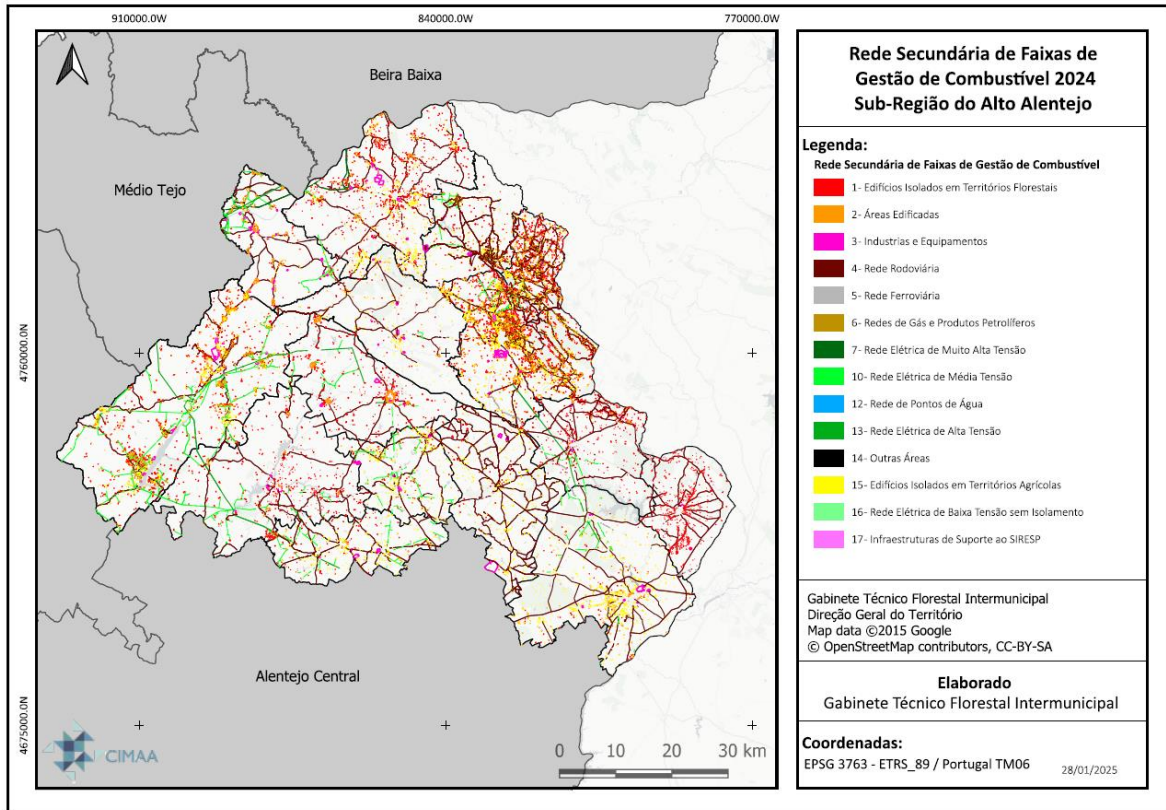 910000.0W
840000.0W
770000.0W
4760000.0N
4675000.0N
Beira Baixa
Médio Tejo
Alentejo Central
CIMAA
0 10 20 30 km
Rede Secundária de Faixas de
Gestão de Combustível 2024
Sub-Região do Alto Alentejo
Legenda:
Rede Secundária de Faixas de Gestão de Combustível
1- Edifícios Isolados em Territórios Florestais
2- Áreas Edificadas
3- Industrias e Equipamentos
4- Rede Rodoviária
5- Rede Ferroviária
6- Redes de Gás e Produtos Petrolíferos
7- Rede Elétrica de Muito Alta Tensão
10- Rede Elétrica de Média Tensão
12- Rede de Pontos de Água
13- Rede Elétrica de Alta Tensão
14- Outras Áreas
15- Edifícios Isolados em Territórios Agrícolas
16- Rede Elétrica de Baixa Tensão sem Isolamento
17- Infraestruturas de Suporte ao SIRESP
Gabinete Técnico Florestal Intermunicipal
Direção Geral do Território
Map data ©2015 Google
© OpenStreetMap contributors, CC-BY-SA
Elaborado
Gabinete Técnico Florestal Intermunicipal
Coordenadas:
EPSG 3763 - ETRS_89 / Portugal TM06
28/01/2025